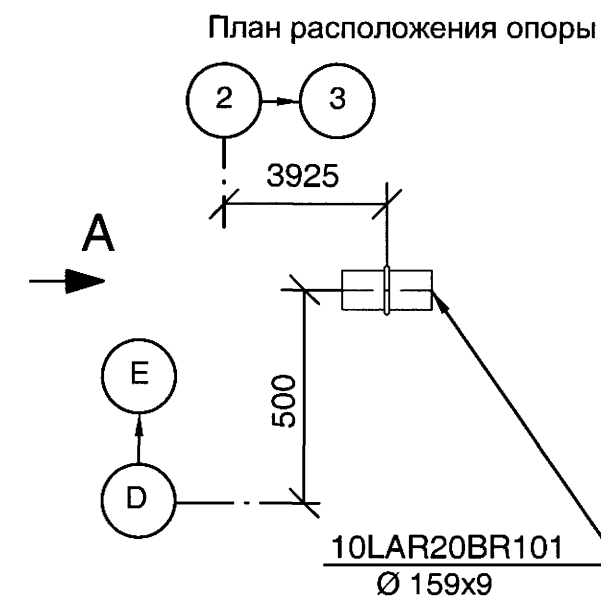 План расположения опоры
2 3
3925
А
E
500
D
10LAR20BR101
Ø 159x9